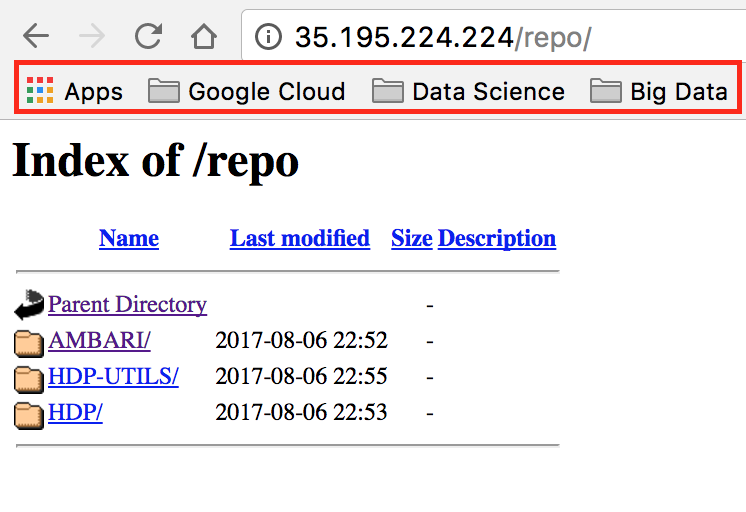 35.195.224.224/repo/
Apps Google Cloud Data Science Big Data
Index of /repo
Name Last modified Size Description
Parent Directory -
AMBARI/ 2017-08-06 22:52 -
HDP-UTILS/ 2017-08-06 22:55 -
HDP/ 2017-08-06 22:53 -